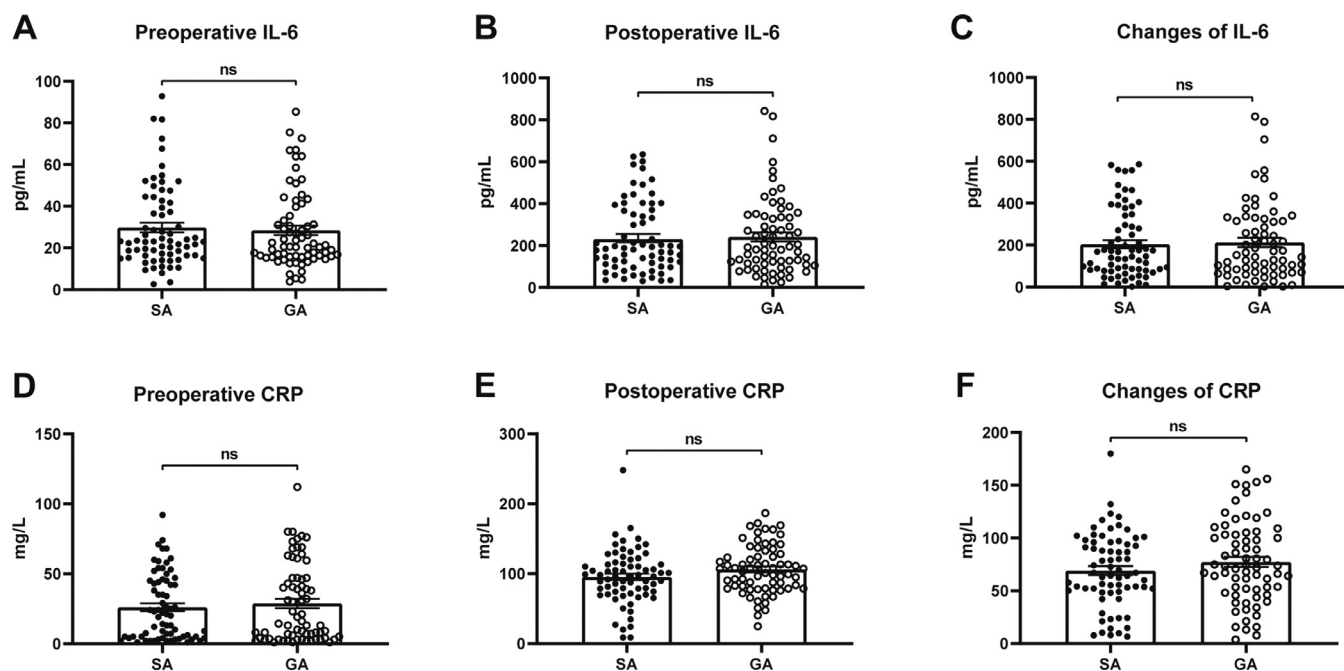 A
Preoperative IL-6
ns
pg/mL
100
80
60
40
20
0
SA
GA
B
Postoperative IL-6
ns
pg/mL
1000
800
600
400
200
0
SA
GA
C
Changes of IL-6
ns
pg/mL
1000
800
600
400
200
0
SA
GA
D
Preoperative CRP
ns
mg/L
150
100
50
0
SA
GA
E
Postoperative CRP
ns
mg/L
300
200
100
0
SA
GA
F
Changes of CRP
ns
mg/L
200
150
100
50
0
SA
GA